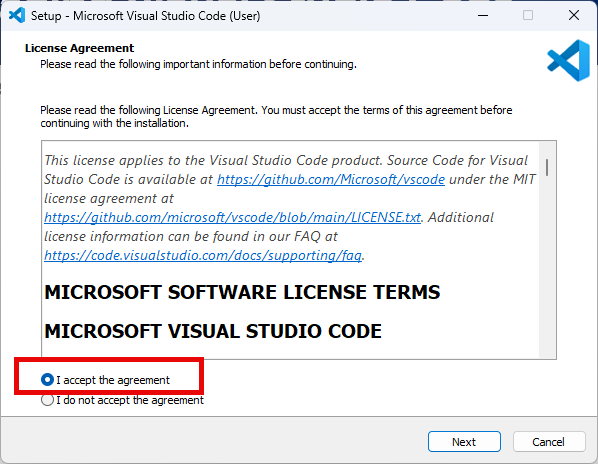 Setup - Microsoft Visual Studio Code (User)
License Agreement
Please read the following important information before continuing.
Please read the following License Agreement. You must accept the terms of this agreement before
continuing with the installation.
This license applies to the Visual Studio Code product. Source Code for Visual
Studio Code is available at https://github.com/Microsoft/vscode under the MIT
license agreement at
https://github.com/microsoft/vscode/blob/main/LICENSE.txt. Additional
license information can be found in our FAQ at
https://code.visualstudio.com/docs/supporting/faq.
MICROSOFT SOFTWARE LICENSE TERMS
MICROSOFT VISUAL STUDIO CODE
I accept the agreement
I do not accept the agreement
Next
Cancel